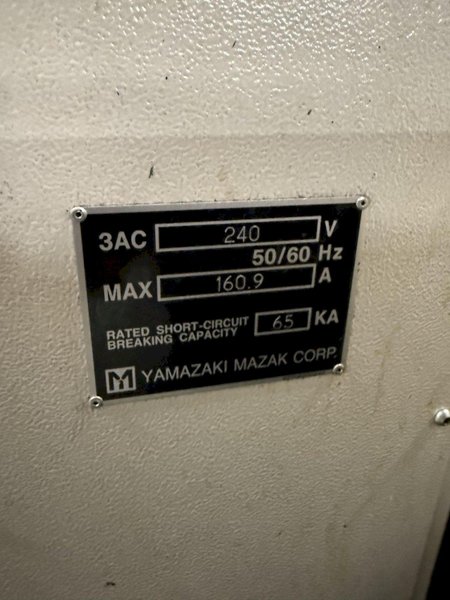 3AC 240 V
50/60 Hz
MAX 160.9 A
RATED SHORT-CIRCUIT
BREAKING CAPACITY 65 KA
YAMAZAKI MAZAK CORP.